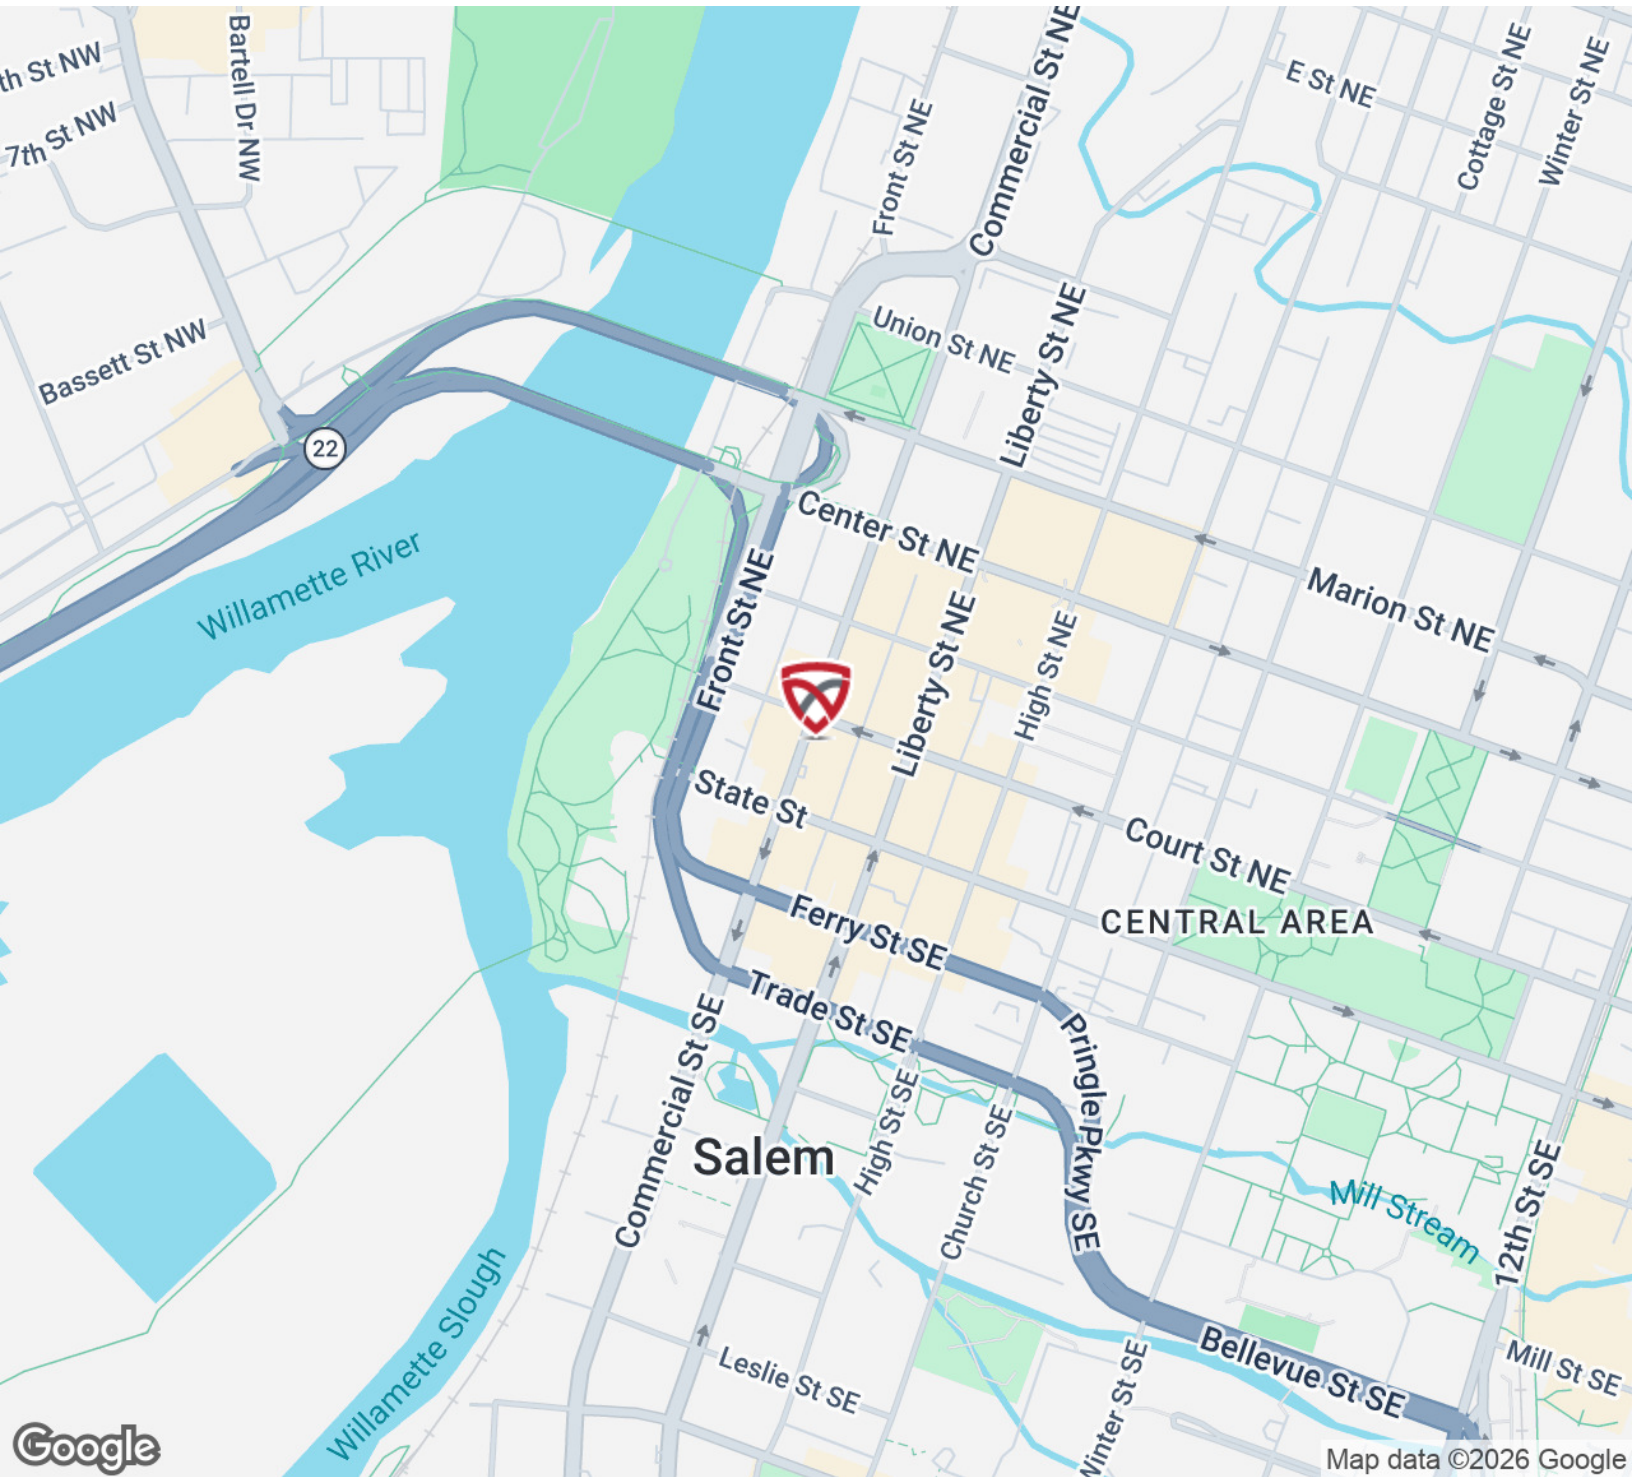 th St NW
7th St NW
Bartell Dr NW
Bassett St NW
22
Willamette River
Front St NE
Commercial St NE
E St NE
Cottage St NE
Winter St NE
Union St NE
Liberty St NE
Center St NE
Marion St NE
Front St NE
Liberty St NE
High St NE
State St
Court St NE
CENTRAL AREA
Ferry St SE
Trade St SE
Pringle Pkwy SE
Commercial St SE
High St SE
Church St SE
Salem
Mill Stream
12th St SE
Willamette Slough
Leslie St SE
Winter St SE
Bellevue St SE
Mill St SE
Google
Map data ©2026 Google